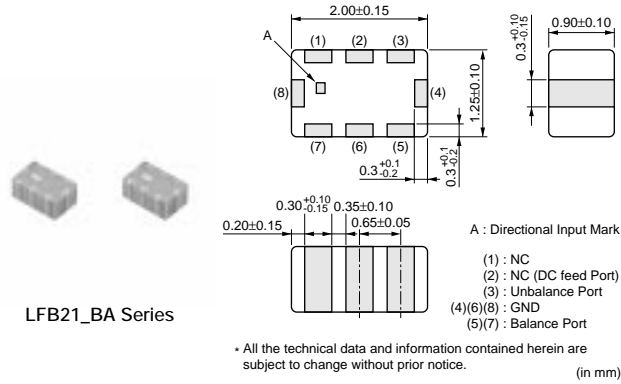 2.00±0.15
A
(1)
(2)
(3)
(8)
(4)
(7)
(6)
(5)
1.25±0.10
0.3+0.1-0.2
0.3+0.1-0.2
0.90±0.10
0.3+0.10-0.15
0.30+0.10-0.15
0.35±0.10
0.20±0.15
0.65±0.05
LFB21_BA Series
A : Directional Input Mark
(1) : NC
(2) : NC (DC feed Port)
(3) : Unbalance Port
(4)(6)(8) : GND
(5)(7) : Balance Port
* All the technical data and information contained herein are
subject to change without prior notice.
(in mm)